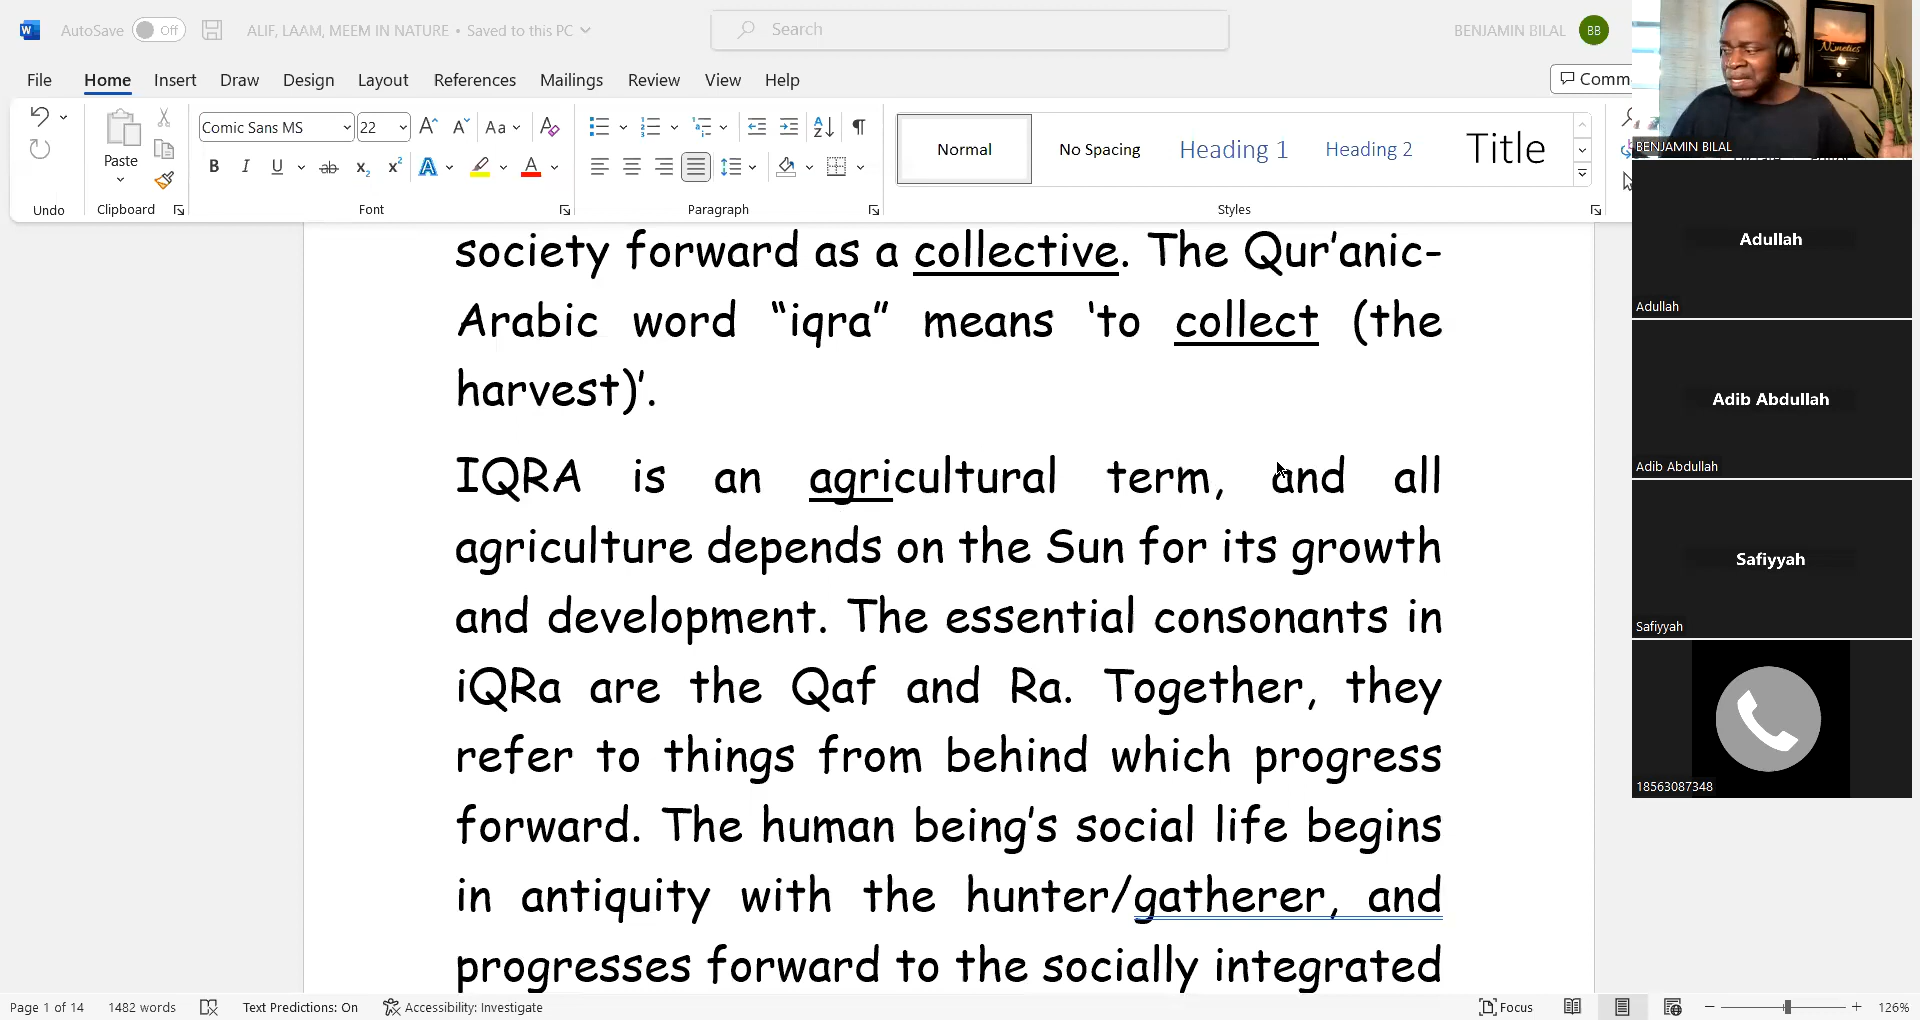 AutoSave Off ALIF, LAAM, MEEM IN NATURE • Saved to this PC Search BENJAMIN BILAL BB
File Home Insert Draw Design Layout References Mailings Review View Help Comm
Comic Sans MS 22 Aa
Paste
Normal No Spacing Heading 1 Heading 2 Title
Undo Clipboard Font Paragraph Styles
society forward as a collective. The Qur’anic-
Arabic word “iqra” means ‘to collect (the
harvest)’.
IQRA is an agricultural term, and all
agriculture depends on the Sun for its growth
and development. The essential consonants in
iQRa are the Qaf and Ra. Together, they
refer to things from behind which progress
forward. The human being’s social life begins
in antiquity with the hunter/gatherer, and
progresses forward to the socially integrated
BENJAMIN BILAL
Adullah
Adullah
Adib Abdullah
Adib Abdullah
Safiyyah
Safiyyah
18563087348
Page 1 of 14 1482 words Text Predictions: On Accessibility: Investigate Focus 126%